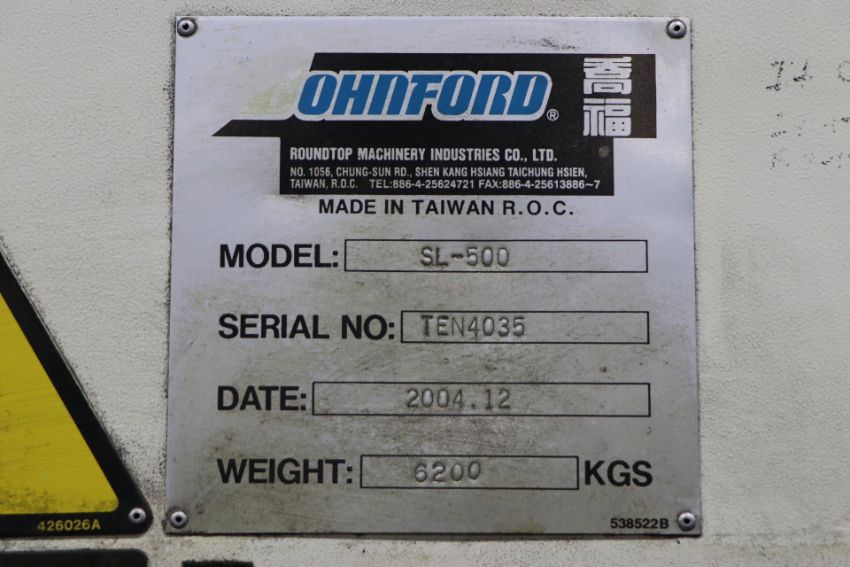 JOHNFORD ® 喬福
ROUNDTOP MACHINERY INDUSTRIES CO., LTD.
NO. 1056, CHUNG-SUN RD., SHEN KANG HSIANG TAICHUNG HSIEN,
TAIWAN, R.O.C. TEL:886-4-25624721 FAX:886-4-25613886~7
MADE IN TAIWAN R.O.C.
MODEL: SL-500
SERIAL NO: TEN4035
DATE: 2004.12
WEIGHT: 6200 KGS
538522B
426026A